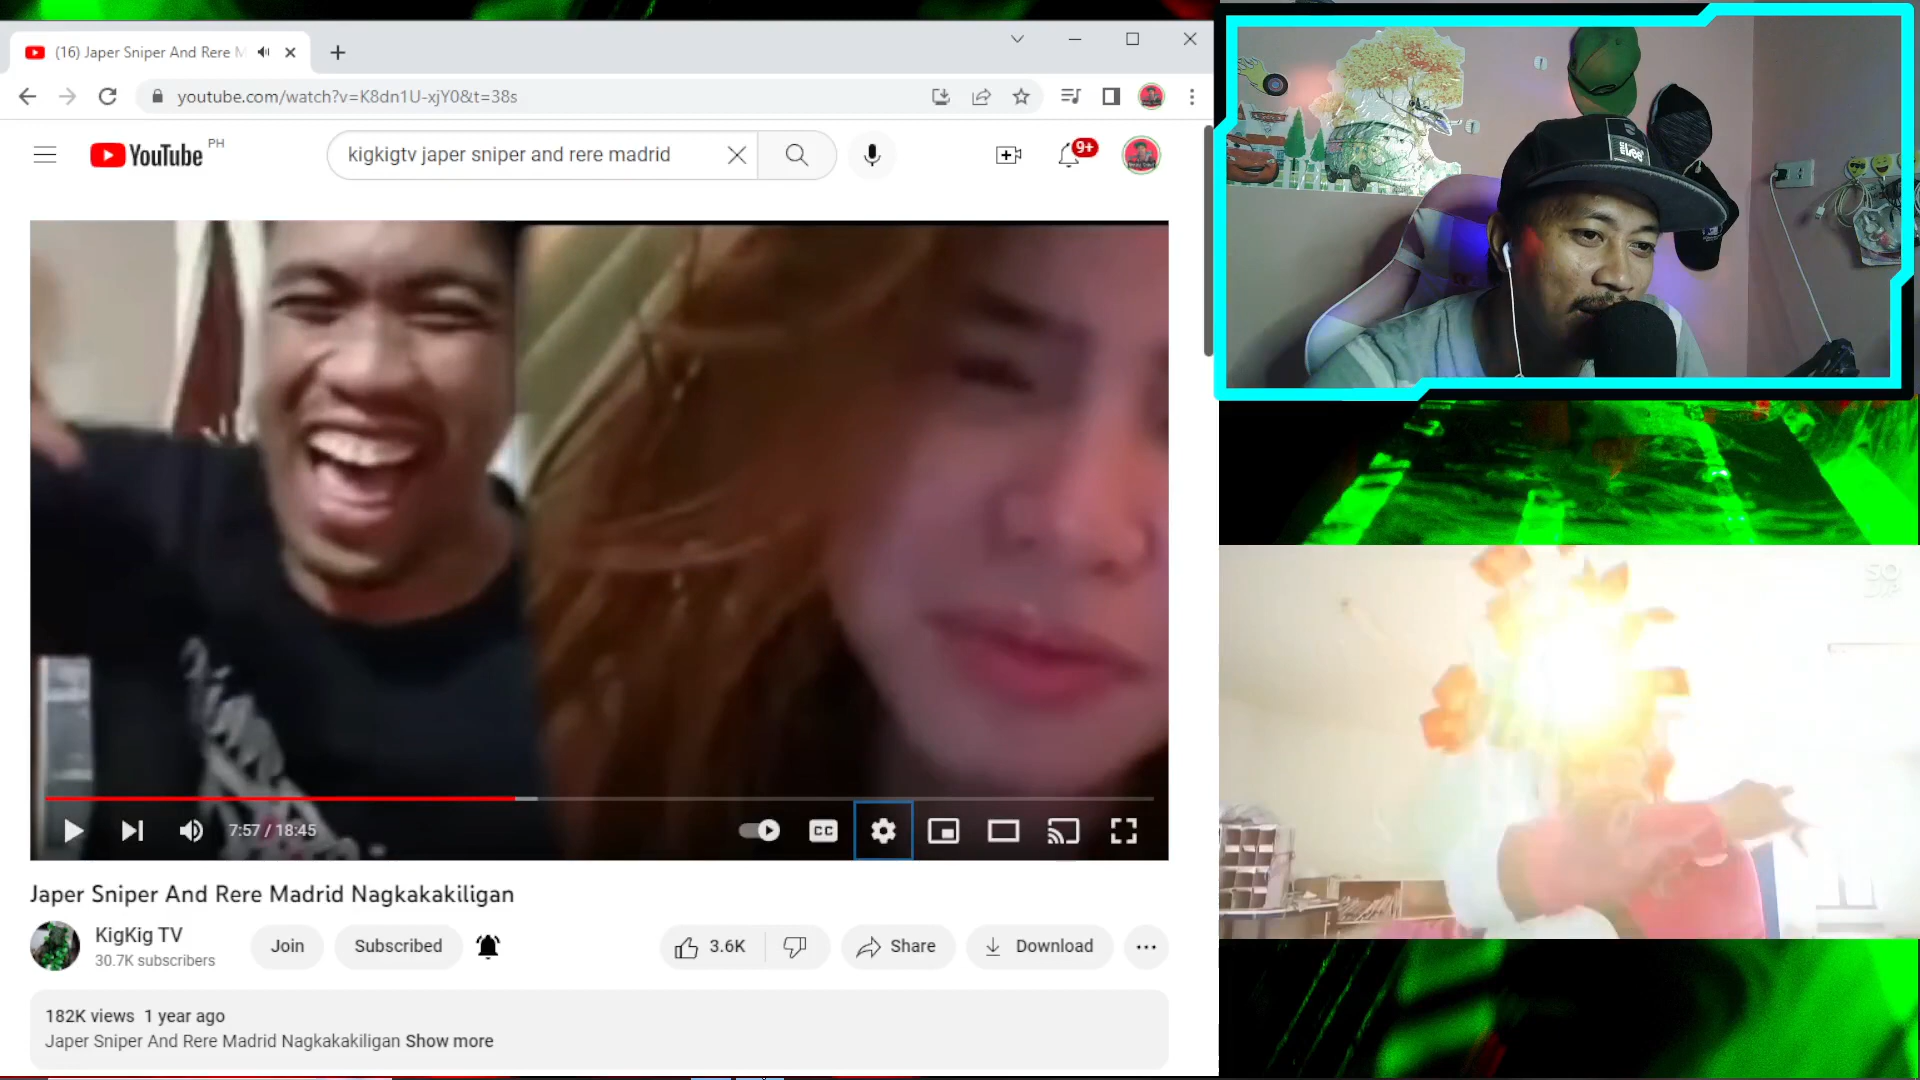 (16) Japer Sniper And Rere M
youtube.com/watch?v=K8dn1U-xjY0&t=38s
YouTube PH
kigkigtv japer sniper and rere madrid
9+
7:57 / 18:45
CC
Japer Sniper And Rere Madrid Nagkakakiligan
KigKig TV
30.7K subscribers
Join
Subscribed
3.6K
Share
Download
182K views 1 year ago
Japer Sniper And Rere Madrid Nagkakakiligan Show more